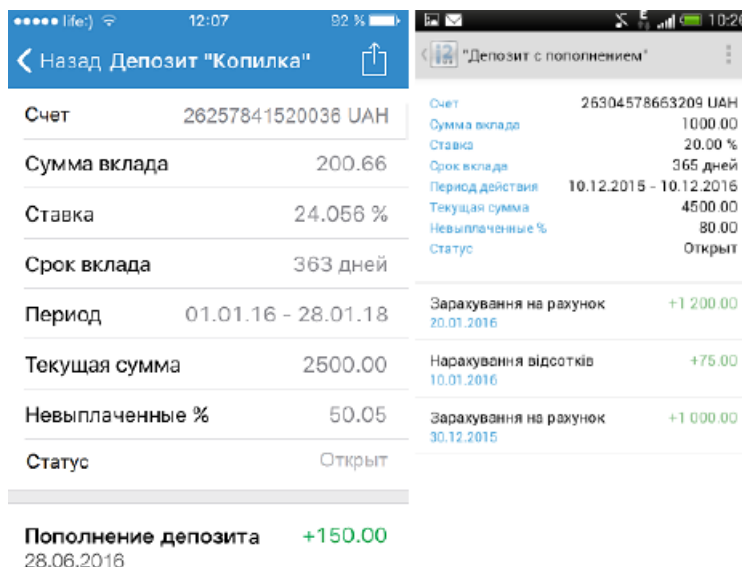 life:) 12:07 92 %
Назад Депозит "Копилка"
Счет 26257841520036 UAH
Сумма вклада 200.66
Ставка 24.056 %
Срок вклада 363 дней
Период 01.01.16 - 28.01.18
Текущая сумма 2500.00
Невыплаченные % 50.05
Статус Открыт
Пополнение депозита +150.00
28.06.2016
E 10:26
"Депозит с пополнением"
Счет 26304578663209 UAH
Сумма вклада 1000.00
Ставка 20.00 %
Срок вклада 365 дней
Период действия 10.12.2015 - 10.12.2016
Текущая сумма 4500.00
Невыплаченные % 80.00
Статус Открыт
Зарахування на рахунок +1 200.00
20.01.2016
Нарахування відсотків +75.00
10.01.2016
Зарахування на рахунок +1 000.00
30.12.2015